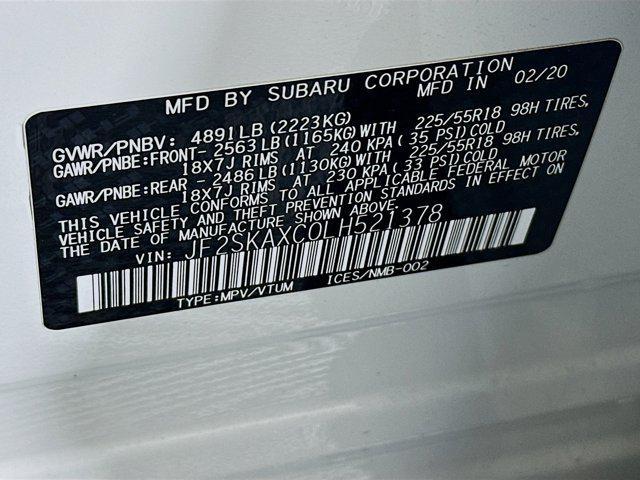 MFD BY SUBARU CORPORATION MFD IN 02/20
GVWR/PNBV: 4891LB(2223KG)
GAWR/PNBE:FRONT- 2563LB(1165KG)WITH 225/55R18 98H TIRES,
18X7J RIMS AT 240 KPA(35 PSI)COLD
GAWR/PNBE:REAR - 2486LB(1130KG)WITH 225/55R18 98H TIRES,
18X7J RIMS AT 230 KPA(33 PSI)COLD
THIS VEHICLE CONFORMS TO ALL APPLICABLE FEDERAL MOTOR
VEHICLE SAFETY AND THEFT PREVENTION STANDARDS IN EFFECT ON
THE DATE OF MANUFACTURE SHOWN ABOVE.
VIN: JF2SKAXC0LH521378
TYPE:MPV/VTUM ICES/NMB-002